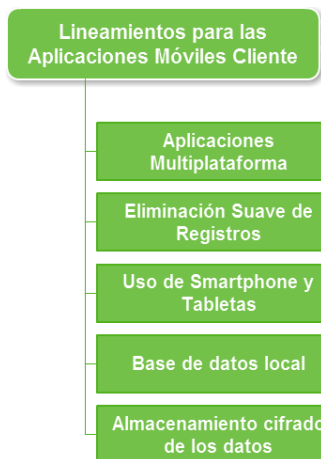 Lineamientos para las
Aplicaciones Móviles Cliente
Aplicaciones
Multiplataforma
Eliminación Suave de
Registros
Uso de Smartphone y
Tabletas
Base de datos local
Almacenamiento cifrado
de los datos